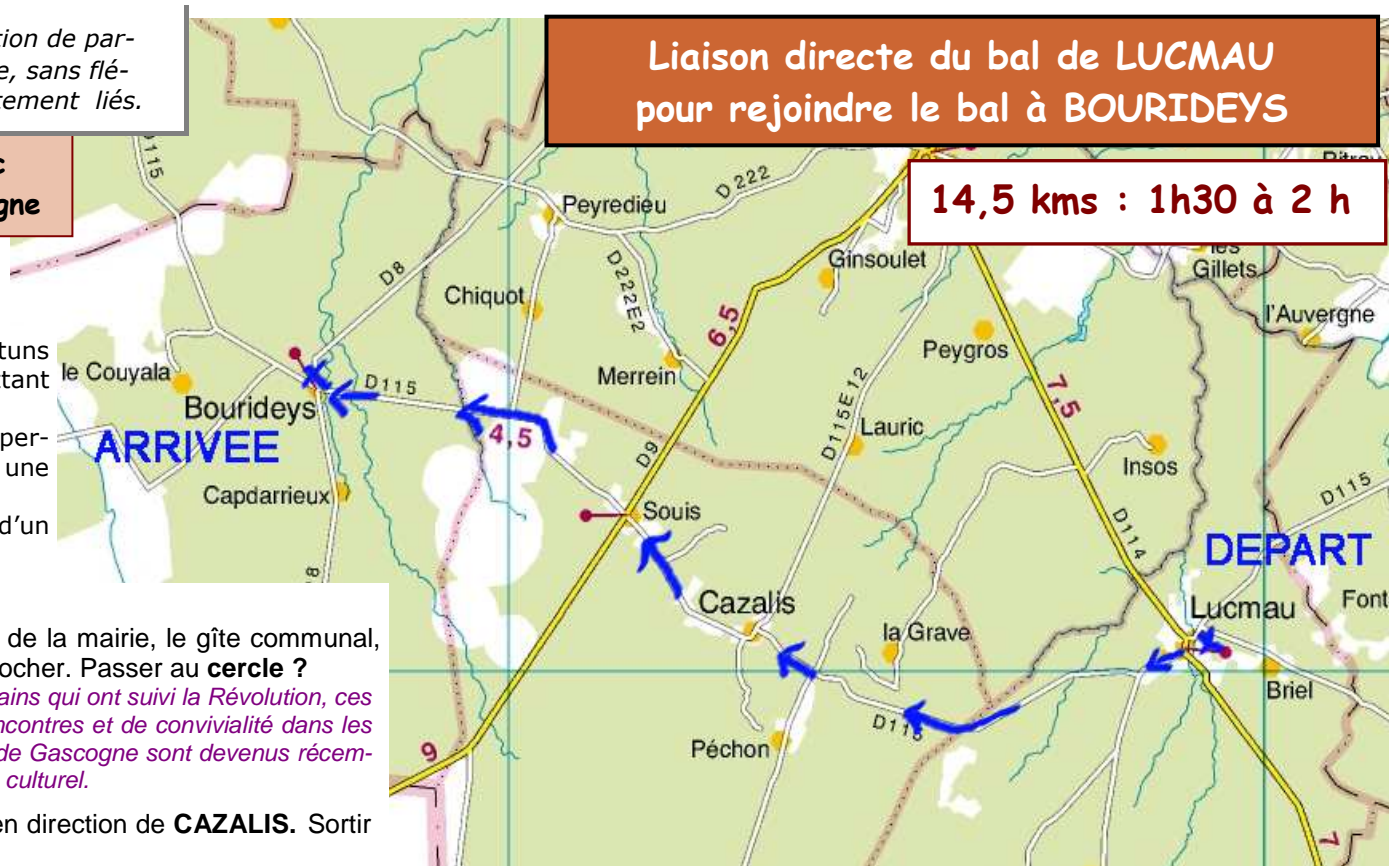 tion de par-
e, sans flé-
tement liés.
Liaison directe du bal de LUCMAU
pour rejoindre le bal à BOURIDEYS
14,5 kms : 1h30 à 2 h
c
gne
tuns
ttant
per-
une
d'un
D115
Peyredieu
D 222
D8
D222E2
Ginsoulet
les
Gillets
l'Auvergne
Chiquot
6,5
Peygros
le Couyala
D115
Merrein
7,5
Bourideys
4,5
D115E12
Lauric
ARRIVEE
D9
Insos
Capdarrieux
Souis
D115
D114
DEPART
Cazalis
Lucmau
Font
la Grave
Briel
D115
Péchon
9
7
de la mairie, le gîte communal,
ocher. Passer au cercle ?
ains qui ont suivi la Révolution, ces
ncontres et de convivialité dans les
de Gascogne sont devenus récem-
culturel.
en direction de CAZALIS. Sortir